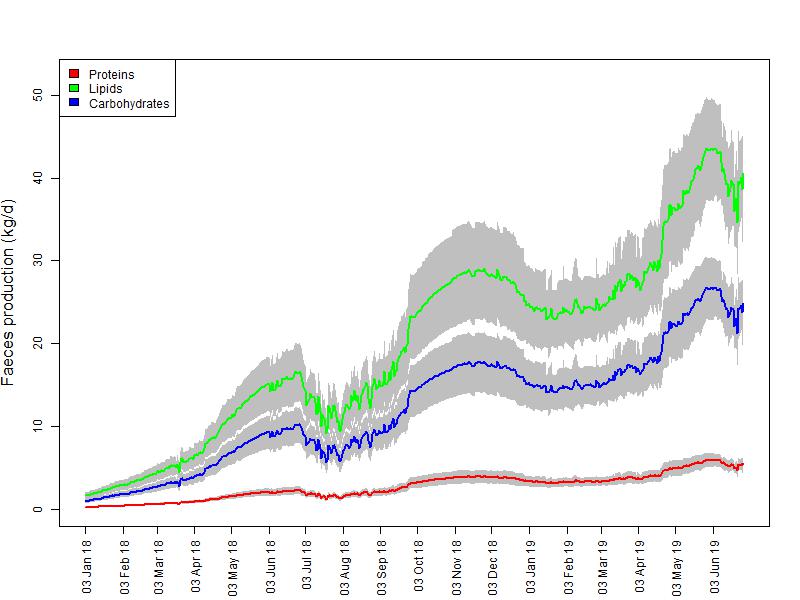 Proteins
Lipids
Carbohydrates
Faeces production (kg/d)
50
40
30
20
10
0
03 Jan 18
03 Feb 18
03 Mar 18
03 Apr 18
03 May 18
03 Jun 18
03 Jul 18
03 Aug 18
03 Sep 18
03 Oct 18
03 Nov 18
03 Dec 18
03 Jan 19
03 Feb 19
03 Mar 19
03 Apr 19
03 May 19
03 Jun 19